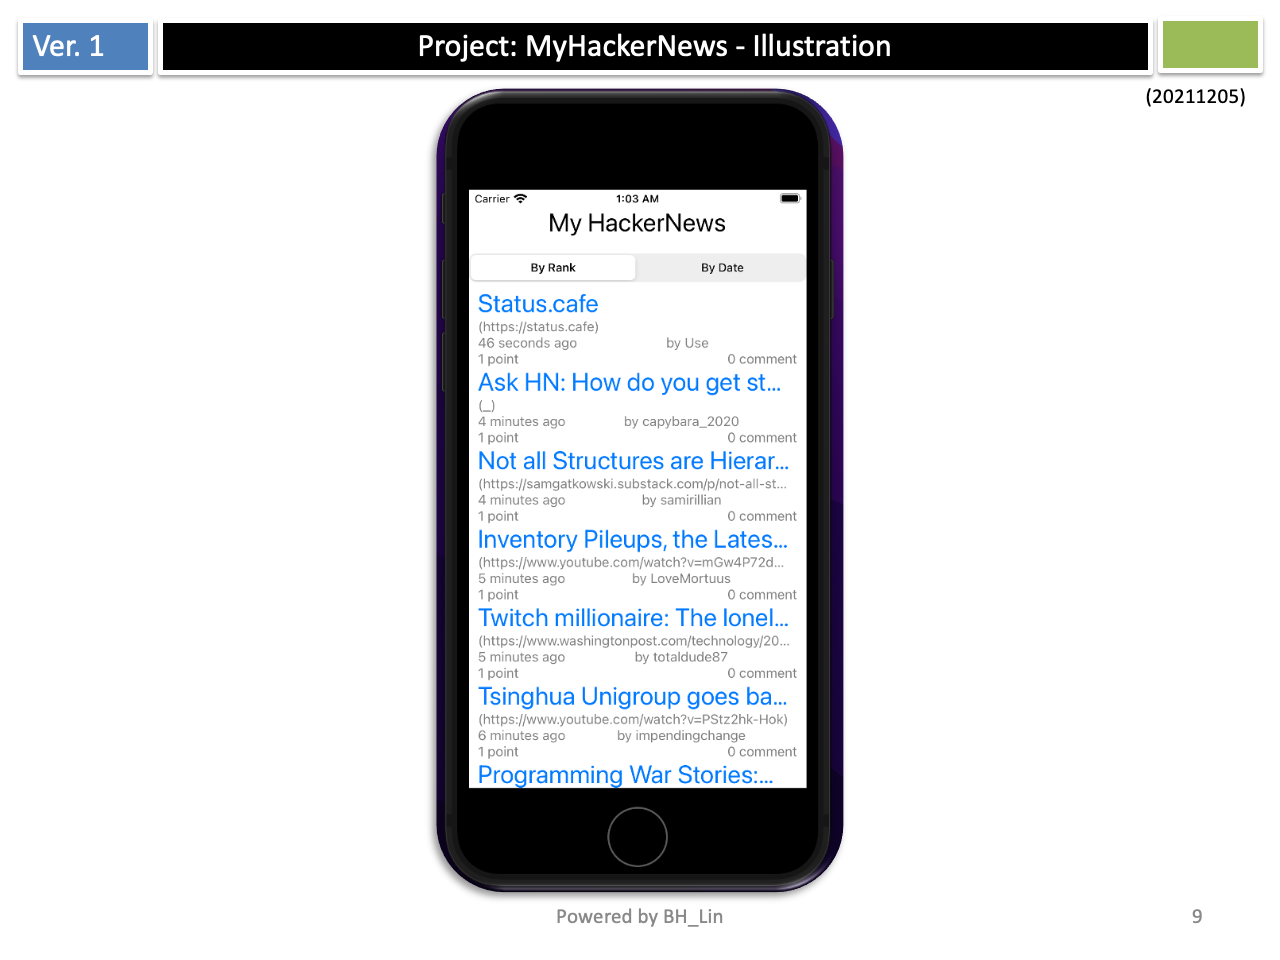 Ver. 1
Project: MyHackerNews - Illustration
(20211205)
Carrier 1:03 AM
My HackerNews
By Rank By Date
Status.cafe
(https://status.cafe)
46 seconds ago by Use
1 point 0 comment
Ask HN: How do you get st...
(_)
4 minutes ago by capybara_2020
1 point 0 comment
Not all Structures are Hierar...
(https://samgatkowski.substack.com/p/not-all-st...
4 minutes ago by samirillian
1 point 0 comment
Inventory Pileups, the Lates...
(https://www.youtube.com/watch?v=mGw4P72d...
5 minutes ago by LoveMortuus
1 point 0 comment
Twitch millionaire: The lonel...
(https://www.washingtonpost.com/technology/20...
5 minutes ago by totaldude87
1 point 0 comment
Tsinghua Unigroup goes ba...
(https://www.youtube.com/watch?v=PStz2hk-Hok)
6 minutes ago by impendingchange
1 point 0 comment
Programming War Stories:...
Powered by BH_Lin 9